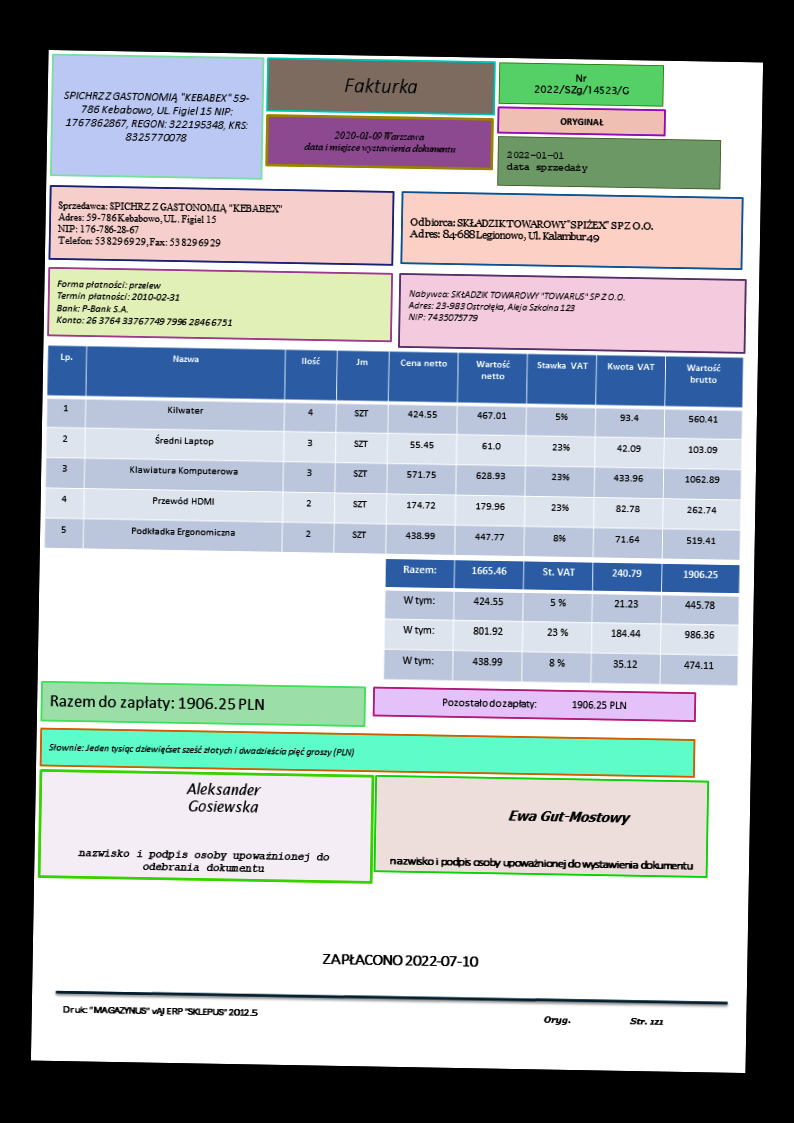 SPICHRZ Z GASTONOMIĄ "KEBABEX" 59-
786 Kebabowo, UL. Figiel 15 NIP:
1767862867, REGON: 322195348, KRS:
8325770078
Fakturka
2020-01-09 Warszawa
data i miejsce wystawienia dokumentu
Nr
2022/SZg/14523/G
ORYGINAŁ
2022-01-01
data sprzedaży
Sprzedawca: SPICHRZ Z GASTONOMIĄ "KEBABEX"
Adres: 59-786 Kebabowo, UL. Figiel 15
NIP: 176-786-28-67
Telefon: 538296929, Fax: 538296929
Odbiorca: SKŁADZIK TOWAROWY "SPIŻEX" SP Z O.O.
Adres: 84-688 Legionowo, Ul. Kalambur 49
Forma płatności: przelew
Termin płatności: 2010-02-31
Bank: P-Bank S.A.
Konto: 26 3764 33767749 7996 2846 6751
Nabywca: SKŁADZIK TOWAROWY "TOWARUS" SP Z O.O.
Adres: 23-983 Ostrołęka, Aleja Szkolna 123
NIP: 7435075779
Lp. Nazwa Ilość Jm Cena netto Wartość netto Stawka VAT Kwota VAT Wartość brutto
1 Kilwater 4 SZT 424.55 467.01 5% 93.4 560.41
2 Średni Laptop 3 SZT 55.45 61.0 23% 42.09 103.09
3 Klawiatura Komputerowa 3 SZT 571.75 628.93 23% 433.96 1062.89
4 Przewód HDMI 2 SZT 174.72 179.96 23% 82.78 262.74
5 Podkładka Ergonomiczna 2 SZT 438.99 447.77 8% 71.64 519.41
Razem: 1665.46 St. VAT 240.79 1906.25
W tym: 424.55 5 % 21.23 445.78
W tym: 801.92 23 % 184.44 986.36
W tym: 438.99 8 % 35.12 474.11
Razem do zapłaty: 1906.25 PLN
Pozostało do zapłaty: 1906.25 PLN
Słownie: Jeden tysiąc dziewięćset sześć złotych i dwadzieścia pięć groszy (PLN)
Aleksander
Gosiewska
nazwisko i podpis osoby upoważnionej do
odebrania dokumentu
Ewa Gut-Mostowy
nazwisko i podpis osoby upoważnionej do wystawienia dokumentu
ZAPŁACONO 2022-07-10
Druk: "MAGAZYNUS" vAJ ERP "SKLEPUS" 2012.5
Oryg. Str. 1z1